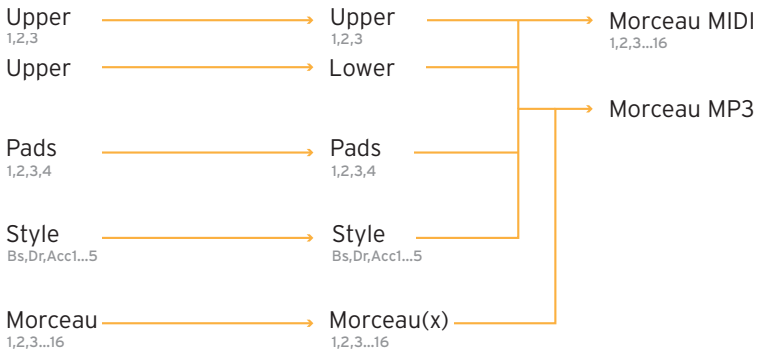 Upper Upper Morceau MIDI
1,2,3 1,2,3 1,2,3...16
Upper Lower
Morceau MP3
Pads Pads
1,2,3,4 1,2,3,4
Style Style
Bs,Dr,Acc1...5 Bs,Dr,Acc1...5
Morceau Morceau(x)
1,2,3...16 1,2,3...16